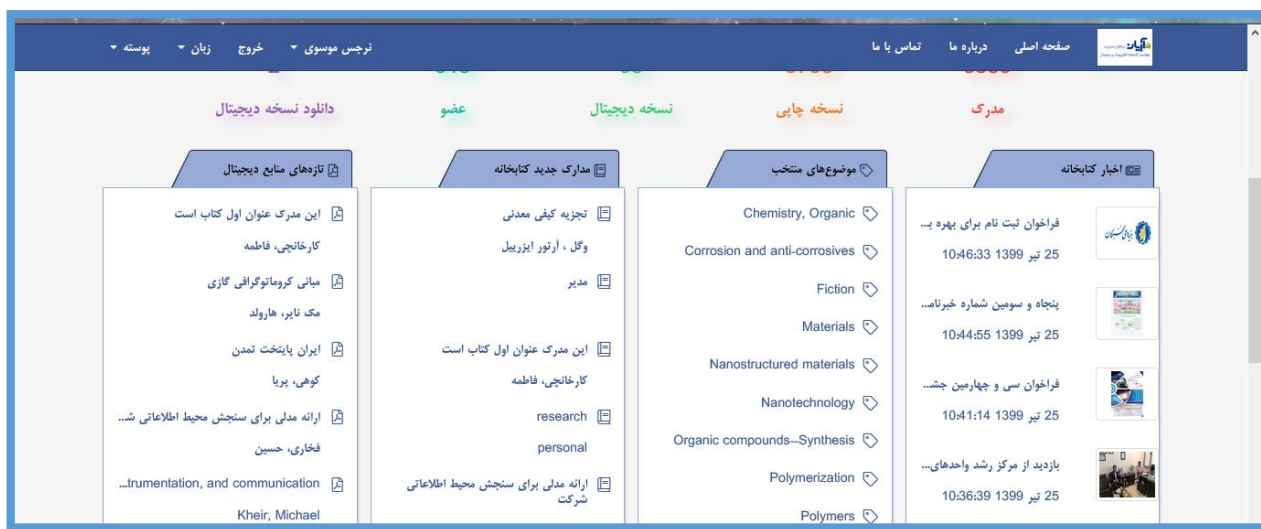 صفحه اصلی درباره ما تماس با ما نرجس موسوی خروج زبان پوسته
مدرک نسخه چاپی نسخه دیجیتال عضو دانلود نسخه دیجیتال
اخبار کتابخانه
فراخوان ثبت نام برای بهره بـ...
25 تیر 1399 10:46:33
پنجاه و سومین شماره خبرنامـ...
25 تیر 1399 10:44:55
فراخوان سی و چهارمین جشـ...
25 تیر 1399 10:41:14
بازدید از مرکز رشد واحدهای...
25 تیر 1399 10:36:39
موضوع‌های منتخب
Chemistry, Organic
Corrosion and anti-corrosives
Fiction
Materials
Nanostructured materials
Nanotechnology
Organic compounds--Synthesis
Polymerization
Polymers
مدارک جدید کتابخانه
تجزیه کیفی معدنی
وگل ، آرتور ایزرییل
مدیر
این مدرک عنوان اول کتاب است
کارخانچی، فاطمه
research
personal
ارائه مدلی برای سنجش محیط اطلاعاتی
شرکت
تازه‌های منابع دیجیتال
این مدرک عنوان اول کتاب است
کارخانچی، فاطمه
مبانی کروماتوگرافی گازی
مک نایر، هارولد
ایران پایتخت تمدن
کوهی، پریا
ارائه مدلی برای سنجش محیط اطلاعاتی شـ...
فخاری، حسین
...trumentation, and communication
Kheir, Michael